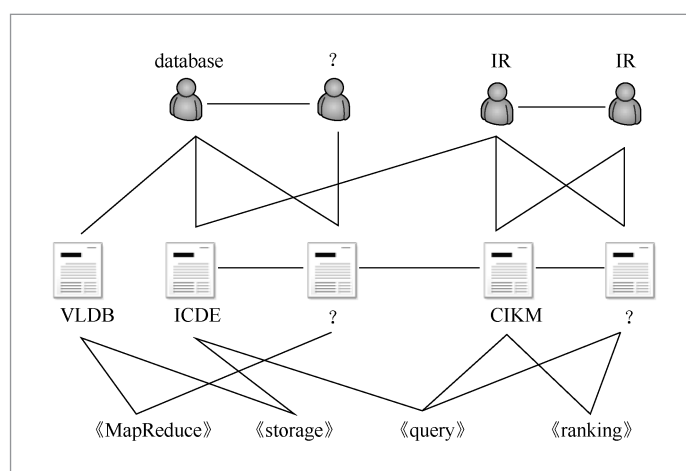 database ? IR IR
VLDB ICDE ? CIKM ?
《MapReduce》 《storage》 《query》 《ranking》